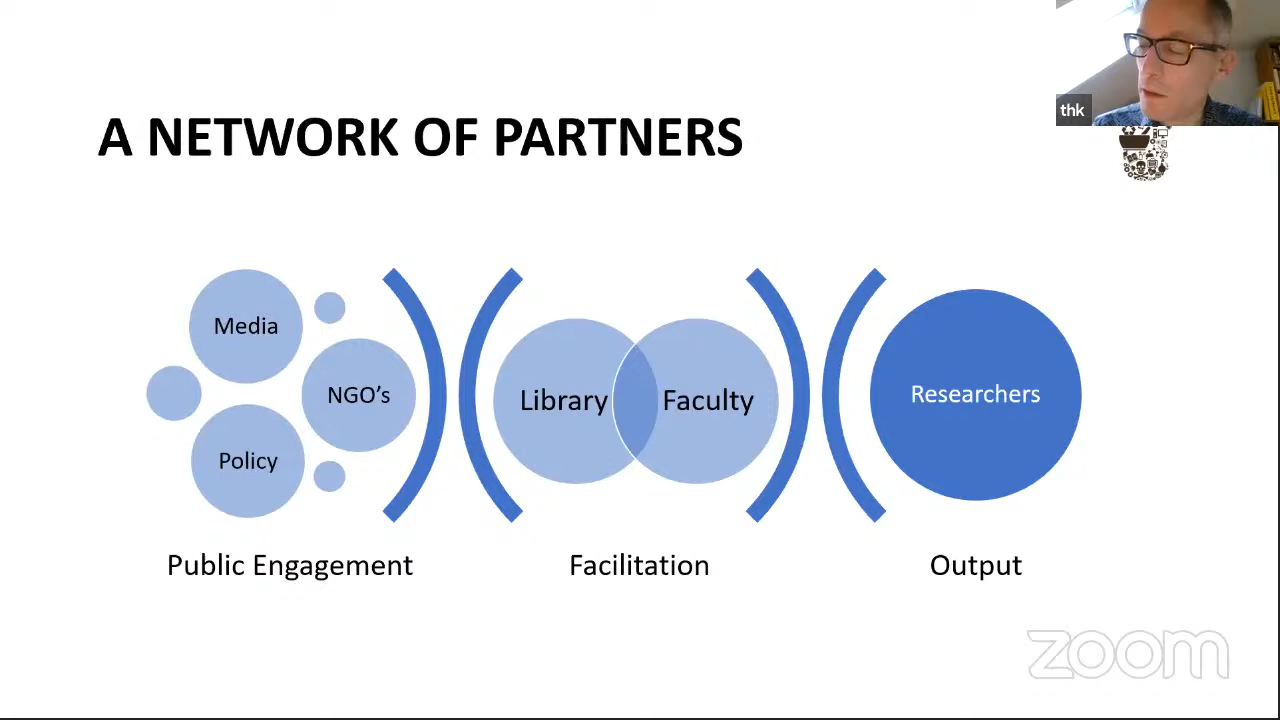 thk
A NETWORK OF PARTNERS
Media
NGO's
Policy
Library
Faculty
Researchers
Public Engagement
Facilitation
Output
zoom